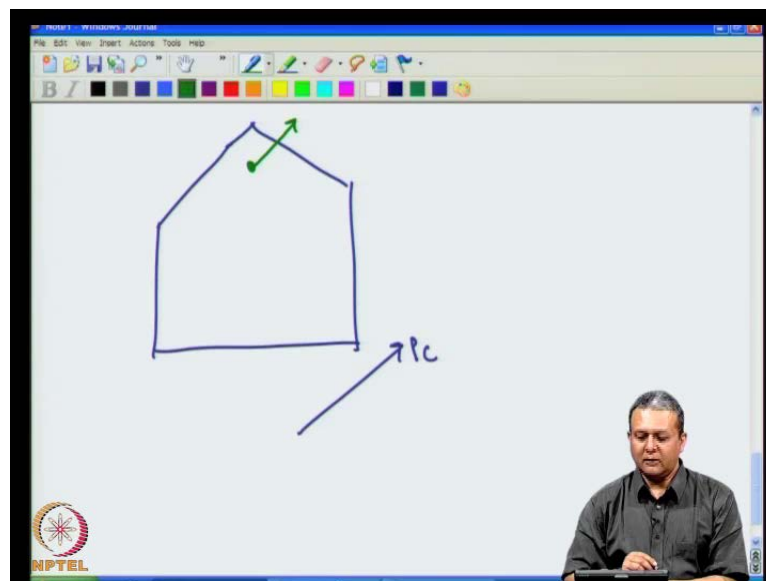 Note1 - Windows Journal
File Edit View Insert Actions Tools Help
B I
Pc
NPTEL